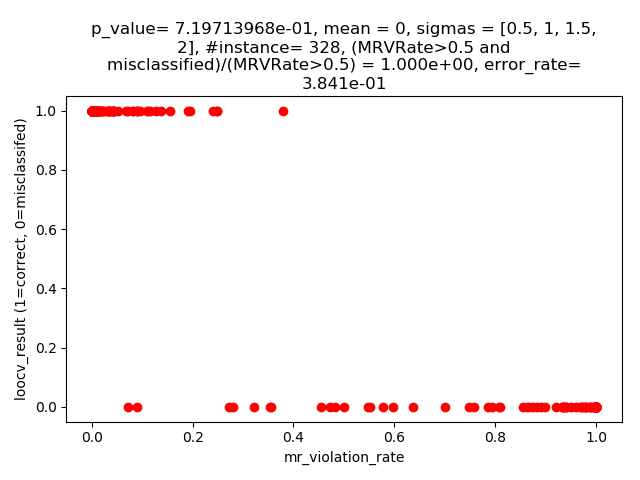 p_value= 7.19713968e-01, mean = 0, sigmas = [0.5, 1, 1.5,
2], #instance= 328, (MRVRate>0.5 and
misclassified)/(MRVRate>0.5) = 1.000e+00, error_rate=
3.841e-01
1.0
0.8
0.6
0.4
0.2
0.0
loocv_result (1=correct, 0=misclassifed)
0.0 0.2 0.4 0.6 0.8 1.0
mr_violation_rate